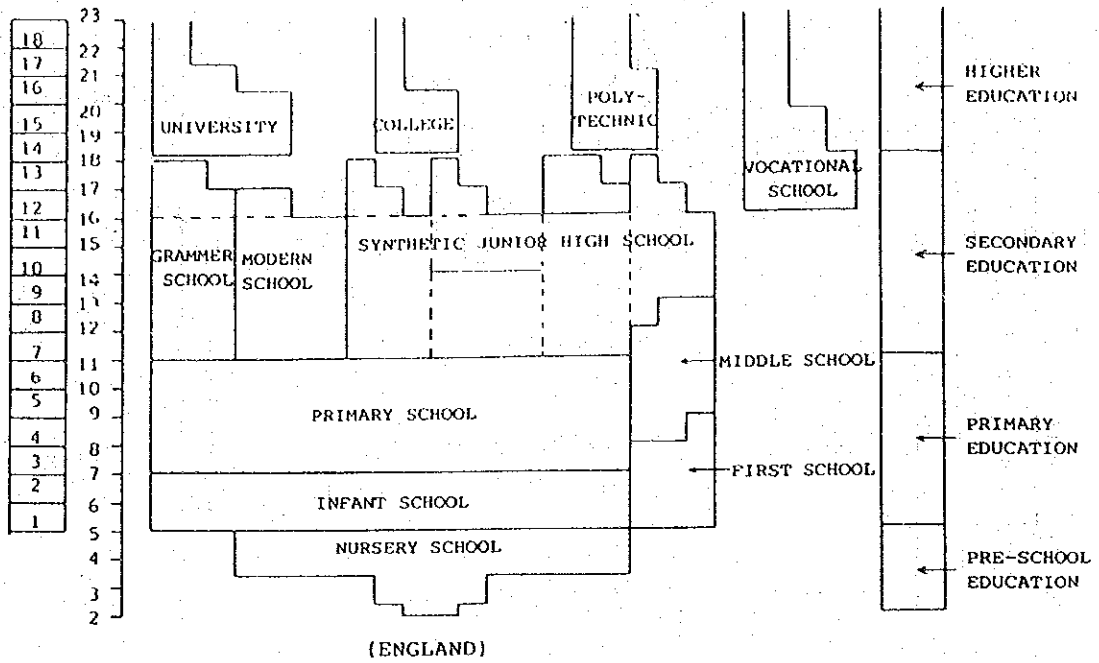 23
18
22
17
21
16
20
15
19
14
18
13
17
12
16
11
15
10
14
9
13
8
12
7
11
6
10
5
9
4
8
3
7
2
6
1
5
4
3
2
UNIVERSITY
COLLEGE
POLY-
TECHNIC
VOCATIONAL
SCHOOL
GRAMMER
SCHOOL
MODERN
SCHOOL
SYNTHETIC JUNIOR HIGH SCHOOL
MIDDLE SCHOOL
PRIMARY SCHOOL
FIRST SCHOOL
INFANT SCHOOL
NURSERY SCHOOL
HIGHER
EDUCATION
SECONDARY
EDUCATION
PRIMARY
EDUCATION
PRE-SCHOOL
EDUCATION
(ENGLAND)